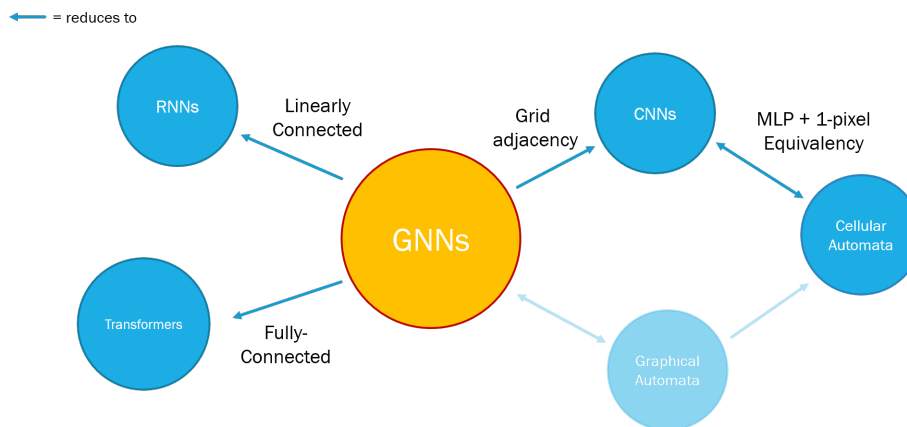 = reduces to
RNNs
Linearly
Connected
Grid
adjacency
CNNs
MLP + 1-pixel
Equivalency
GNNs
Cellular
Automata
Transformers
Fully-
Connected
Graphical
Automata